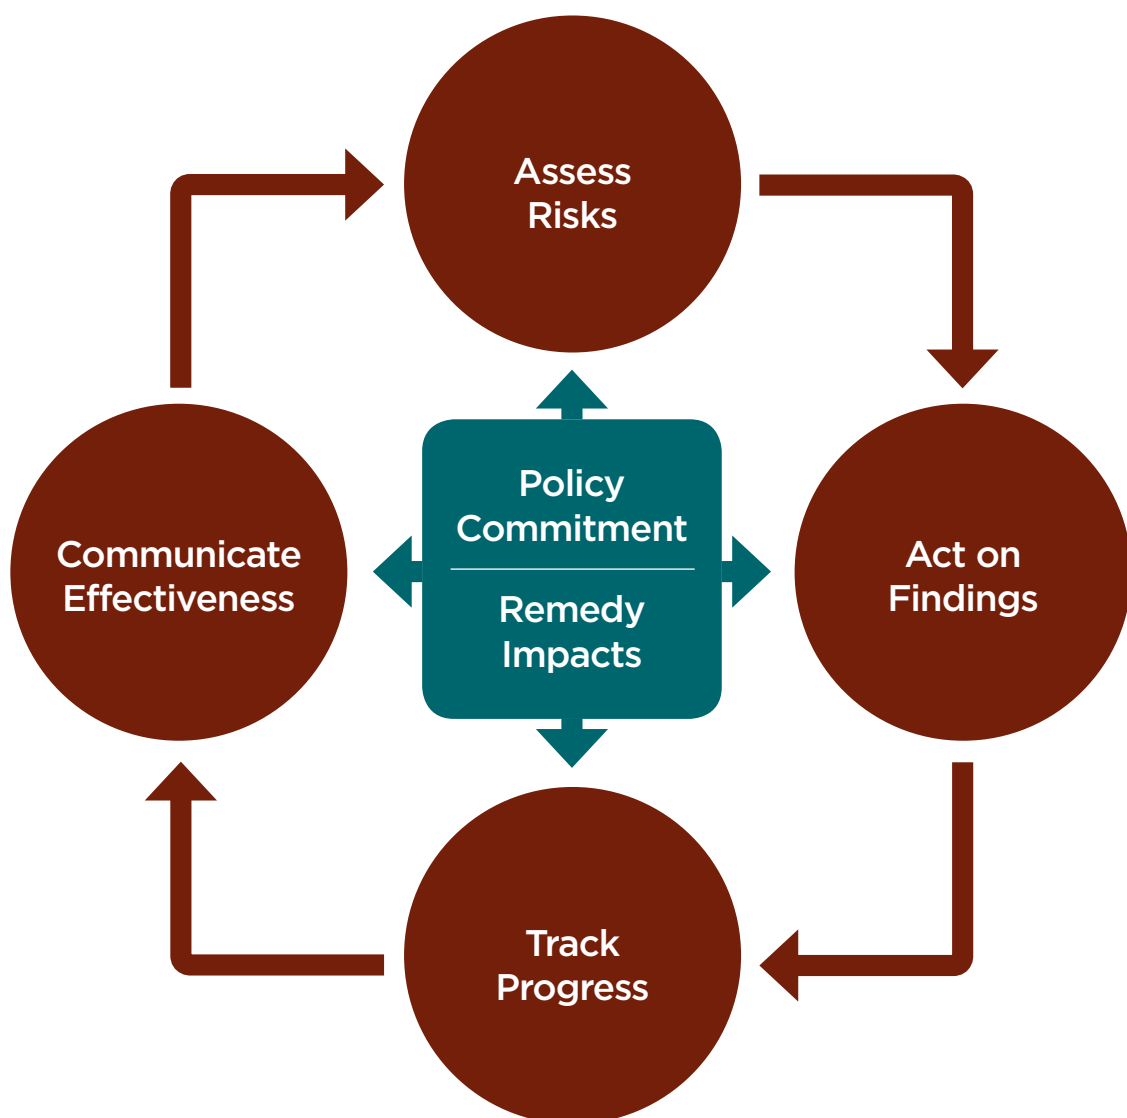 Assess
Risks
Policy
Commitment
Remedy
Impacts
Communicate
Effectiveness
Act on
Findings
Track
Progress